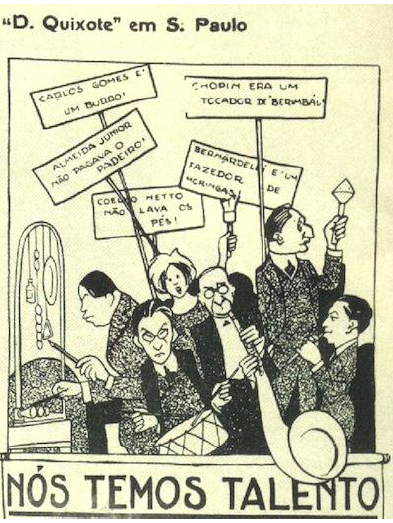 “D. Quixote” em S. Paulo
CARLOS GOMES E'
UM BURRO!
CHOPIN ERA UM
TOCADOR DE BERIMBÁU
ALMEIDA JUNIOR
NÃO PAGAVA O
PADEIRO!
BERNARDELLI E' UM
FAZEDOR DE
MORINGAS!
COELHO NETTO
NÃO LAVA OS
PÉS!
NÓS TEMOS TALENTO